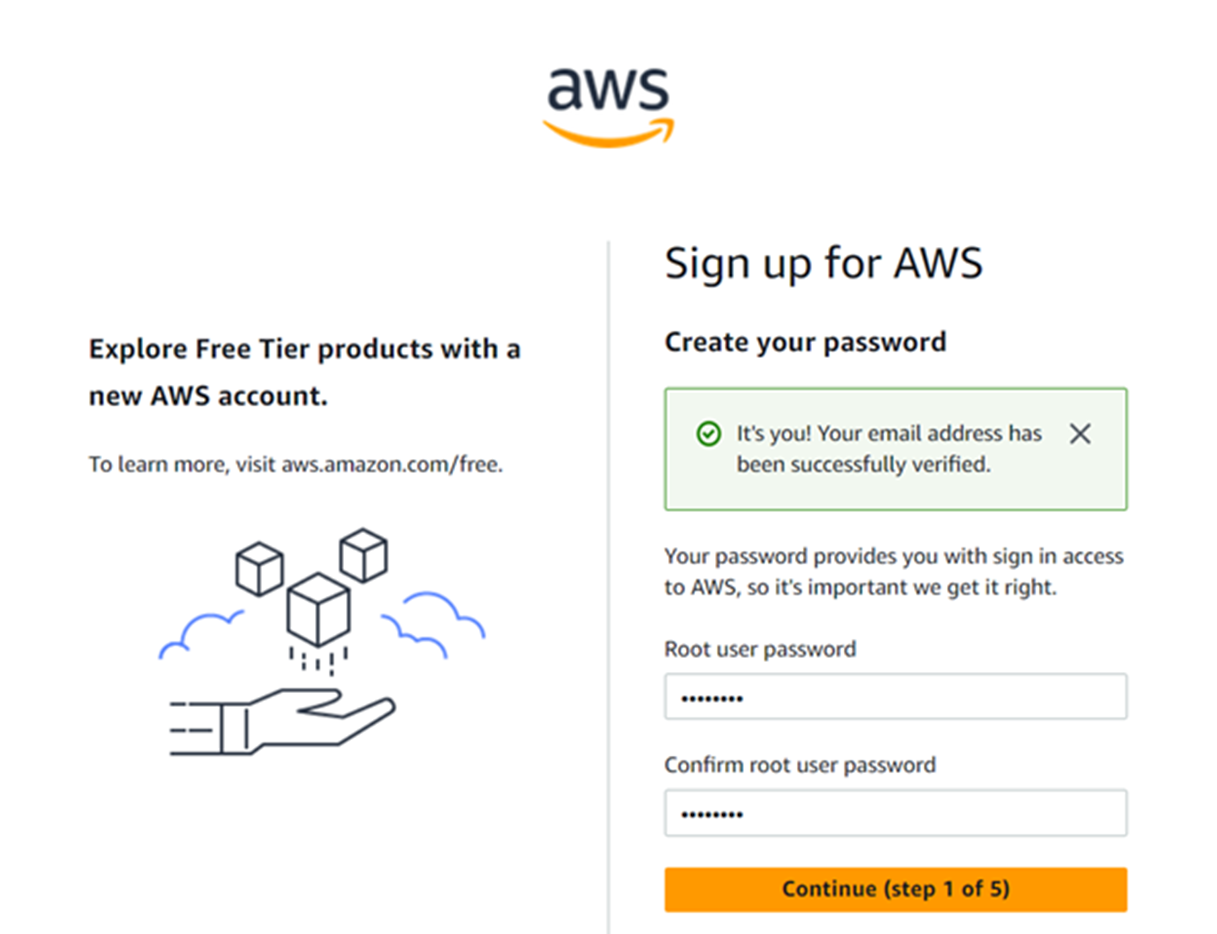 aws
Explore Free Tier products with a
new AWS account.
To learn more, visit aws.amazon.com/free.
Sign up for AWS
Create your password
It's you! Your email address has
been successfully verified.
Your password provides you with sign in access
to AWS, so it's important we get it right.
Root user password
••••••••
Confirm root user password
••••••••
Continue (step 1 of 5)